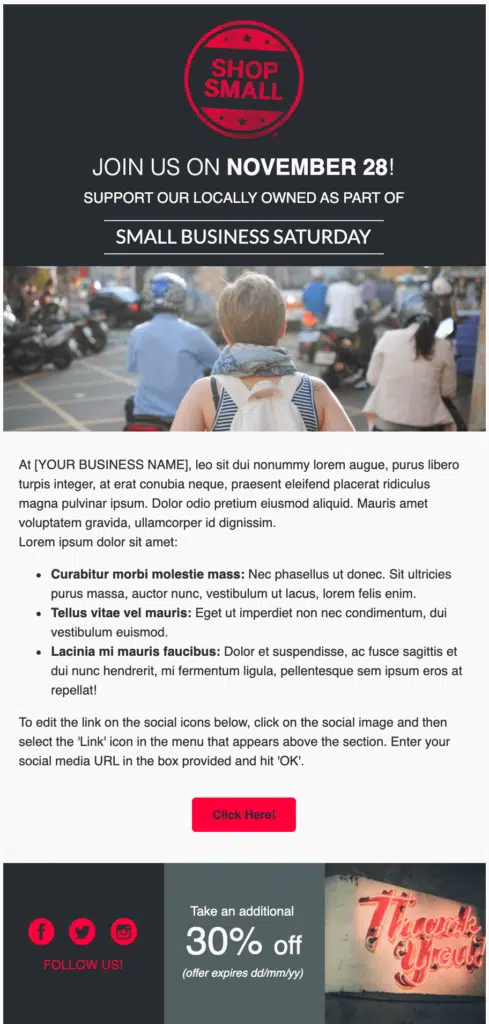 SHOP
SMALL
JOIN US ON NOVEMBER 28!
SUPPORT OUR LOCALLY OWNED AS PART OF
SMALL BUSINESS SATURDAY
At [YOUR BUSINESS NAME], leo sit dui nonummy lorem augue, purus libero
turpis integer, at erat conubia neque, praesent eleifend placerat ridiculus
magna pulvinar ipsum. Dolor odio pretium eiusmod aliquid. Mauris amet
voluptatem gravida, ullamcorper id dignissim.
Lorem ipsum dolor sit amet:
• Curabitur morbi molestie mass: Nec phasellus ut donec. Sit ultricies
purus massa, auctor nunc, vestibulum ut lacus, lorem felis enim.
• Tellus vitae vel mauris: Eget ut imperdiet non nec condimentum, dui
vestibulum euismod.
• Lacinia mi mauris faucibus: Dolor et suspendisse, ac fusce sagittis et
dui nunc hendrerit, mi fermentum ligula, pellentesque sem ipsum eros at
repellat!
To edit the link on the social icons below, click on the social image and then
select the 'Link' icon in the menu that appears above the section. Enter your
social media URL in the box provided and hit 'OK'.
Click Here!
FOLLOW US!
Take an additional
30% off
(offer expires dd/mm/yy)
Thank
you!